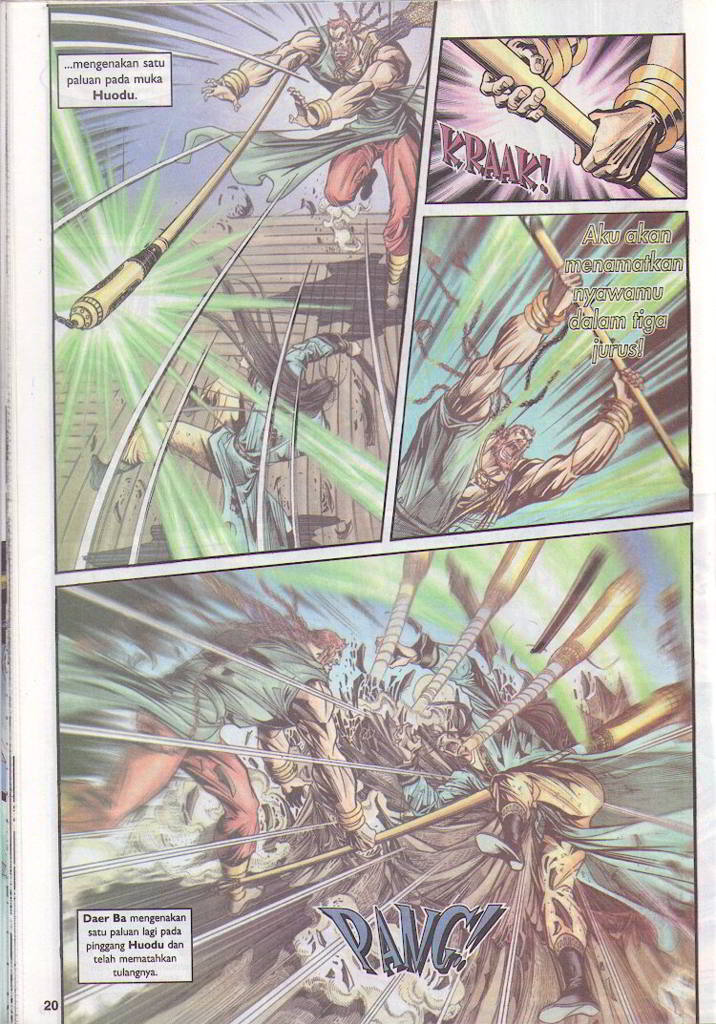 ...mengenakan satu
paluan pada muka
Huodu.
KRAAK!
Aku akan
menamatkan
nyawamu
dalam tiga
jurus!
PANG!
Daer Ba mengenakan
satu paluan lagi pada
pinggang Huodu dan
telah mematahkan
tulangnya.
20